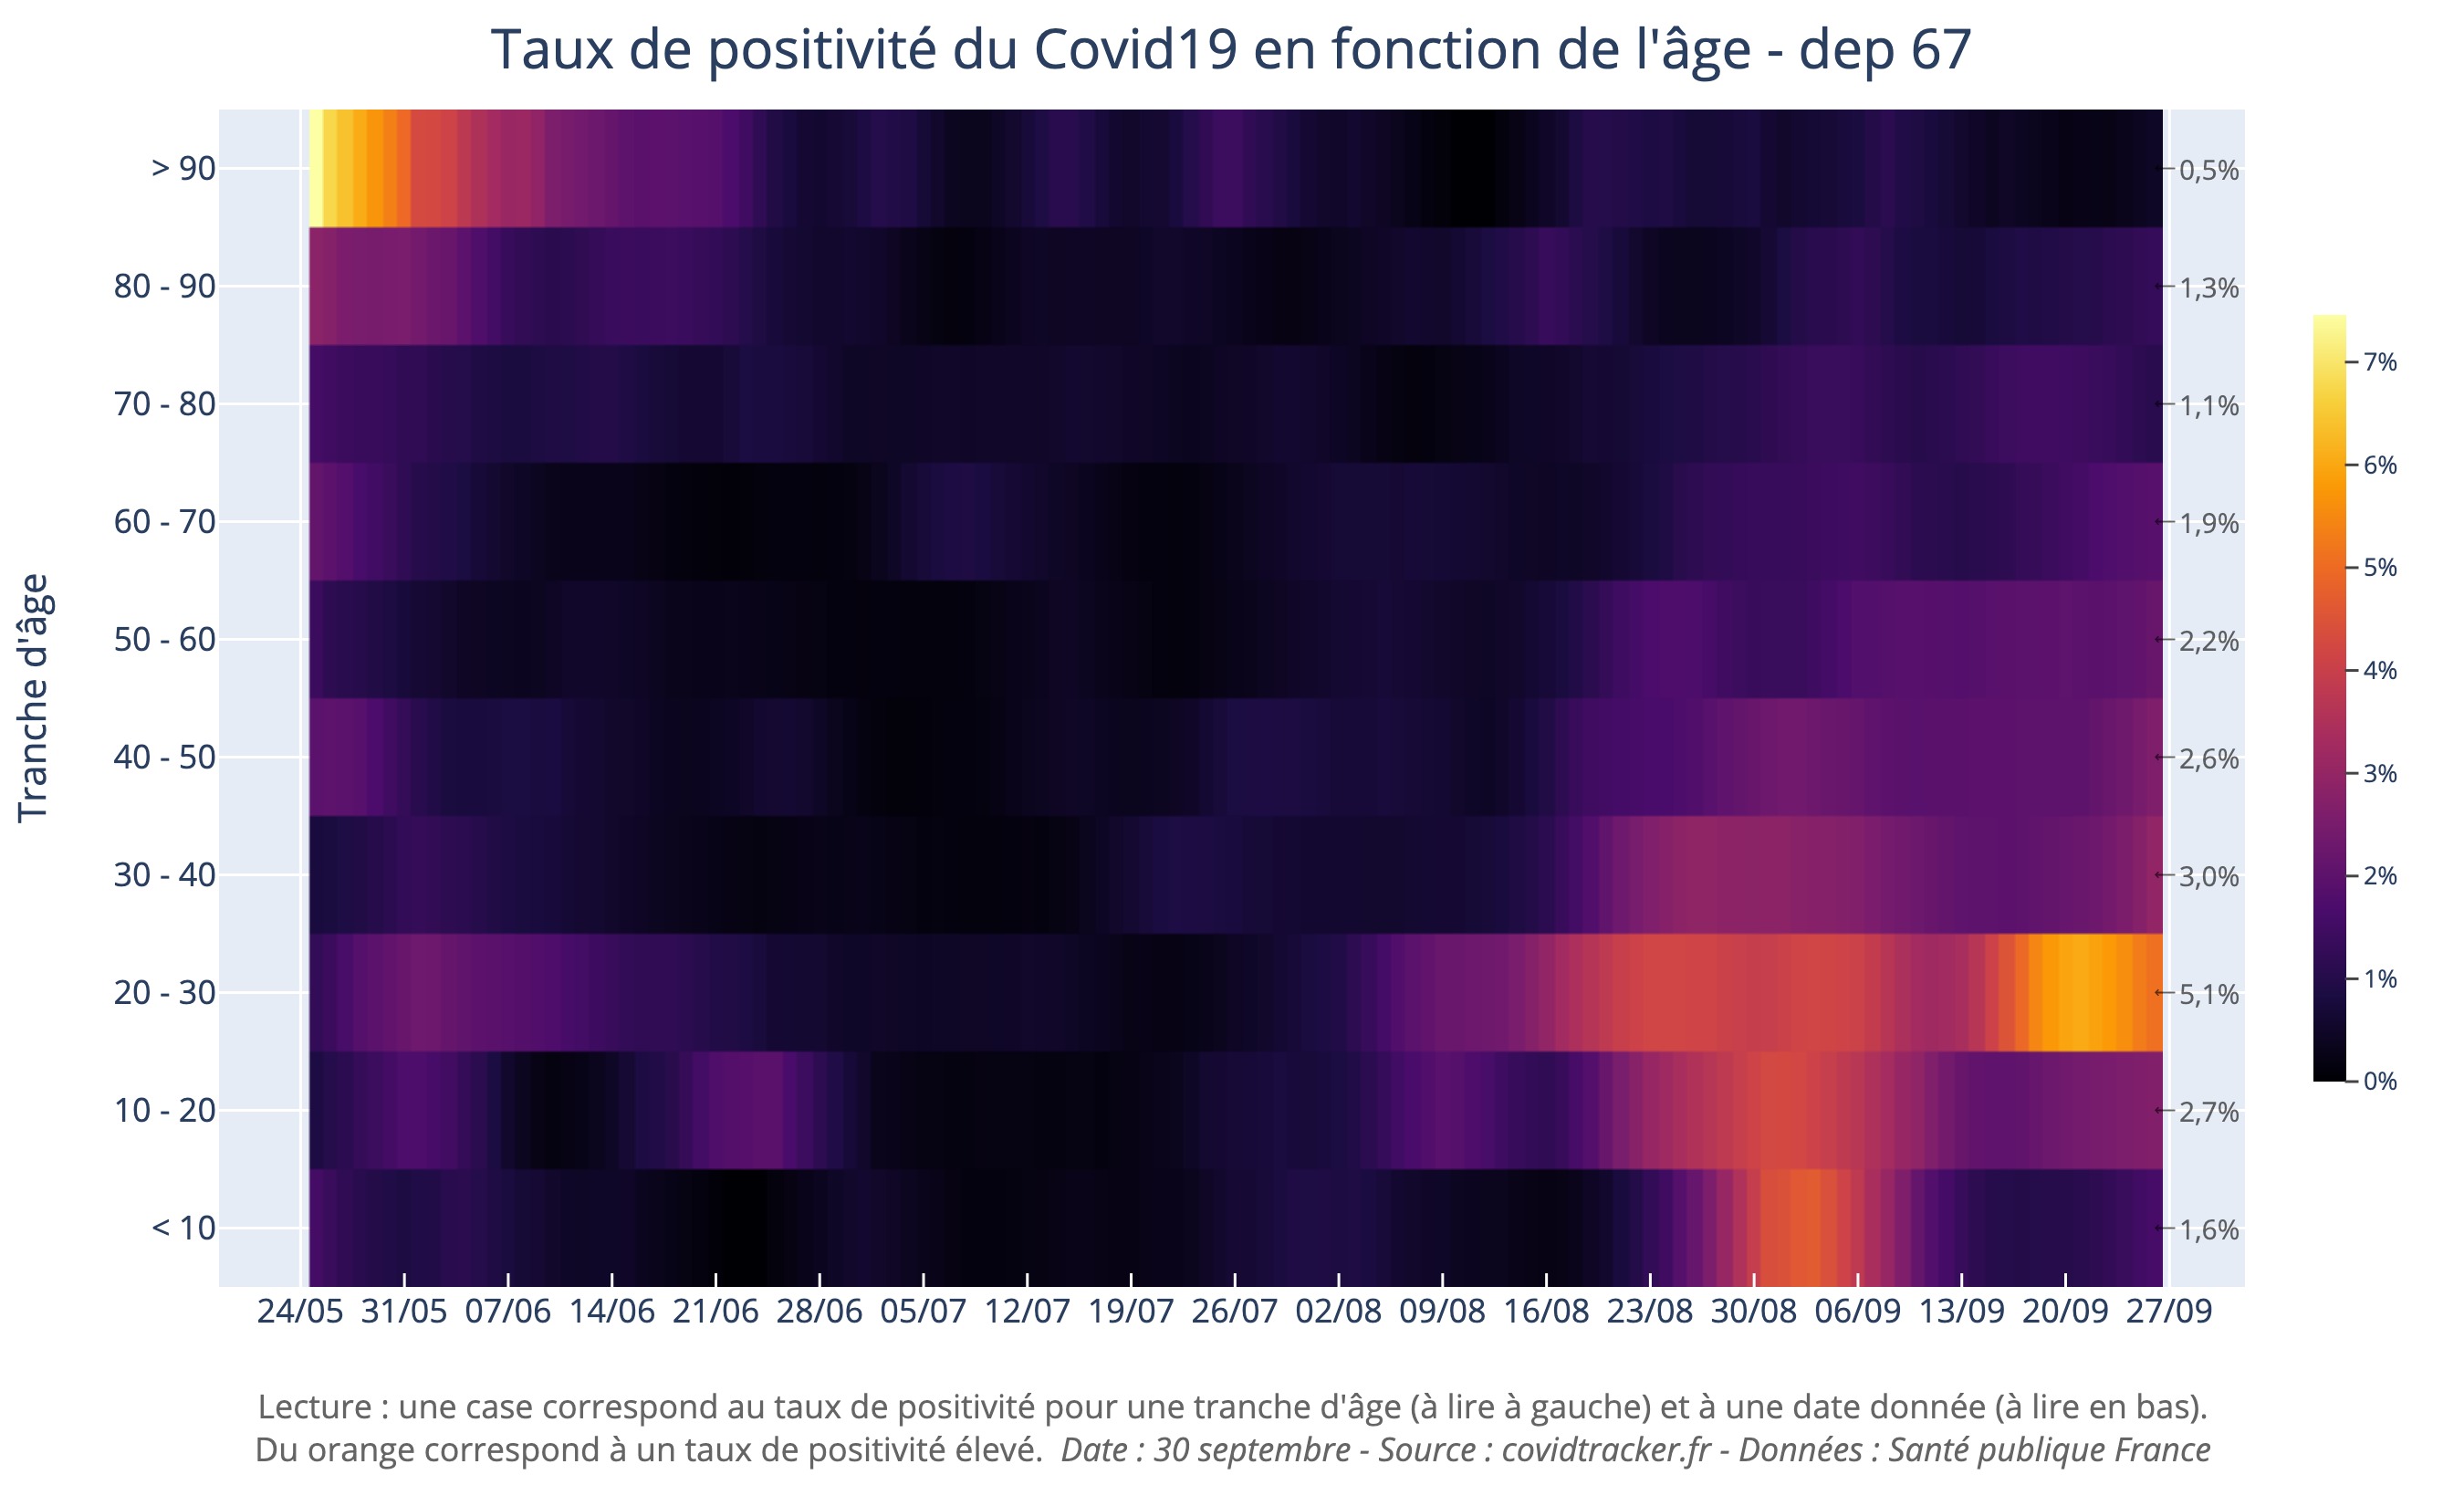 Taux de positivité du Covid19 en fonction de l'âge - dep 67
Tranche d'âge
> 90
0,5%
80 - 90
1,3%
70 - 80
1,1%
60 - 70
1,9%
50 - 60
2,2%
40 - 50
2,6%
30 - 40
3,0%
20 - 30
5,1%
10 - 20
2,7%
< 10
1,6%
7%
6%
5%
4%
3%
2%
1%
0%
24/05 31/05 07/06 14/06 21/06 28/06 05/07 12/07 19/07 26/07 02/08 09/08 16/08 23/08 30/08 06/09 13/09 20/09 27/09
Lecture : une case correspond au taux de positivité pour une tranche d'âge (à lire à gauche) et à une date donnée (à lire en bas).
Du orange correspond à un taux de positivité élevé. Date : 30 septembre - Source : covidtracker.fr - Données : Santé publique France